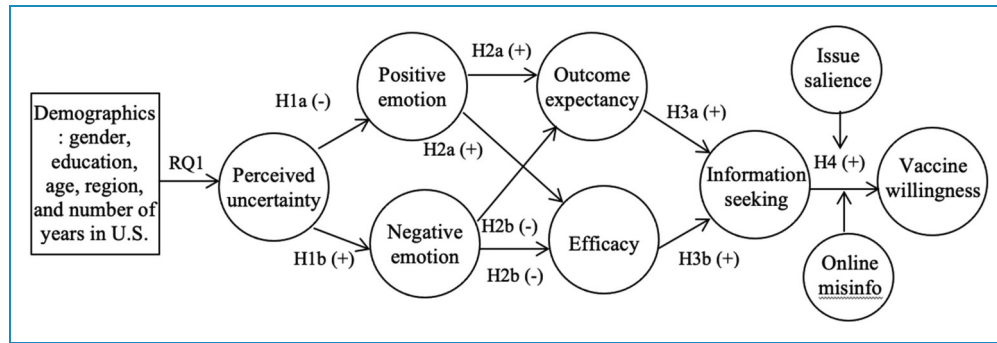 Demographics
: gender,
education,
age, region,
and number of
years in U.S.
RQ1
Perceived
uncertainty
H1a (-)
H1b (+)
Positive
emotion
Negative
emotion
H2a (+)
H2a (+)
H2b (-)
H2b (-)
Outcome
expectancy
Efficacy
H3a (+)
H3b (+)
Information
seeking
Issue
salience
H4 (+)
Online
misinfo
Vaccine
willingness